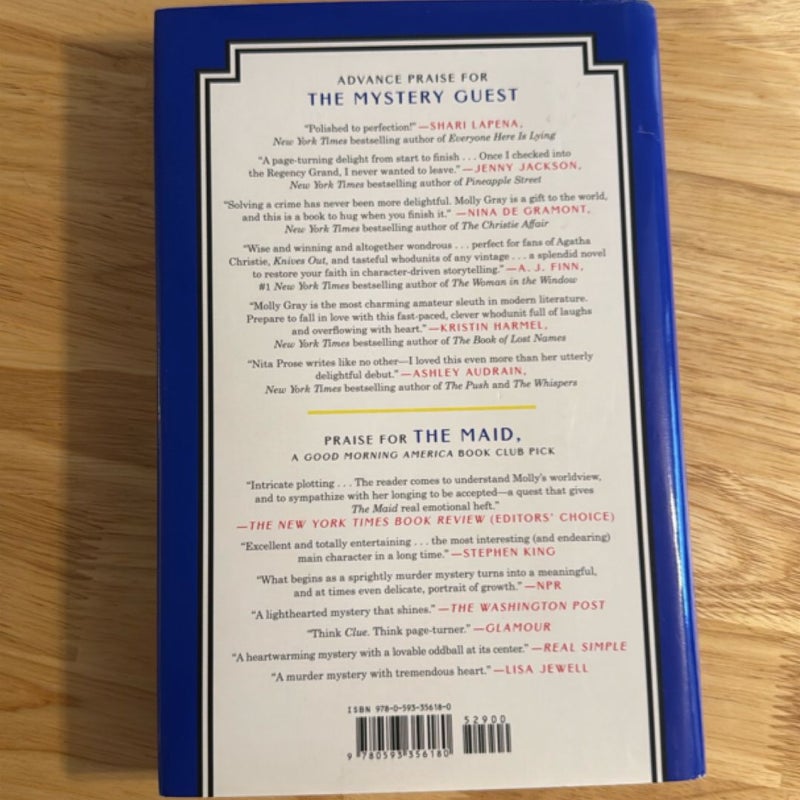 ADVANCE PRAISE FOR
THE MYSTERY GUEST
"Polished to perfection!" —SHARI LAPENA,
New York Times bestselling author of Everyone Here Is Lying
"A page-turning delight from start to finish . . . Once I checked into
the Regency Grand, I never wanted to leave." —JENNY JACKSON,
New York Times bestselling author of Pineapple Street
"Solving a crime has never been more delightful. Molly Gray is a gift to the world,
and this is a book to hug when you finish it." —NINA DE GRAMONT,
New York Times bestselling author of The Christie Affair
"Wise and winning and altogether wondrous . . . perfect for fans of Agatha
Christie, Knives Out, and tasteful whodunits of any vintage . . . a splendid novel
to restore your faith in character-driven storytelling." —A. J. FINN,
#1 New York Times bestselling author of The Woman in the Window
"Molly Gray is the most charming amateur sleuth in modern literature.
Prepare to fall in love with this fast-paced, clever whodunit full of laughs
and overflowing with heart." —KRISTIN HARMEL,
New York Times bestselling author of The Book of Lost Names
"Nita Prose writes like no other—I loved this even more than her utterly
delightful debut." —ASHLEY AUDRAIN,
New York Times bestselling author of The Push and The Whispers
PRAISE FOR THE MAID,
A GOOD MORNING AMERICA BOOK CLUB PICK
"Intricate plotting . . . The reader comes to understand Molly's worldview,
and to sympathize with her longing to be accepted—a quest that gives
The Maid real emotional heft."
—THE NEW YORK TIMES BOOK REVIEW (EDITORS' CHOICE)
"Excellent and totally entertaining . . . the most interesting (and endearing)
main character in a long time." —STEPHEN KING
"What begins as a sprightly murder mystery turns into a meaningful,
and at times even delicate, portrait of growth." —NPR
"A lighthearted mystery that shines." —THE WASHINGTON POST
"Think Clue. Think page-turner." —GLAMOUR
"A heartwarming mystery with a lovable oddball at its center." —REAL SIMPLE
"A murder mystery with tremendous heart." —LISA JEWELL
ISBN 978-0-593-35618-0
52900
9 780593 356180